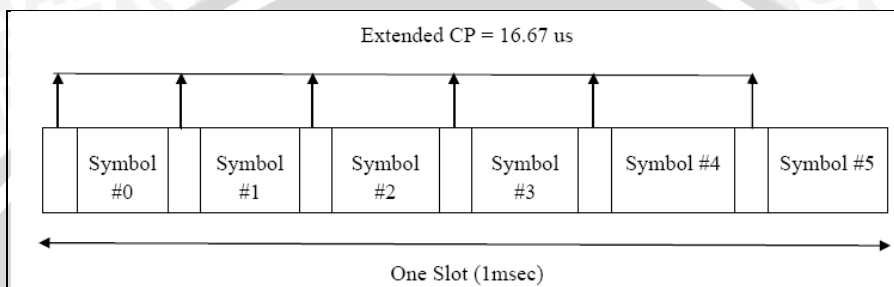 Extended CP = 16.67 us
Symbol #0
Symbol #1
Symbol #2
Symbol #3
Symbol #4
Symbol #5
One Slot (1msec)